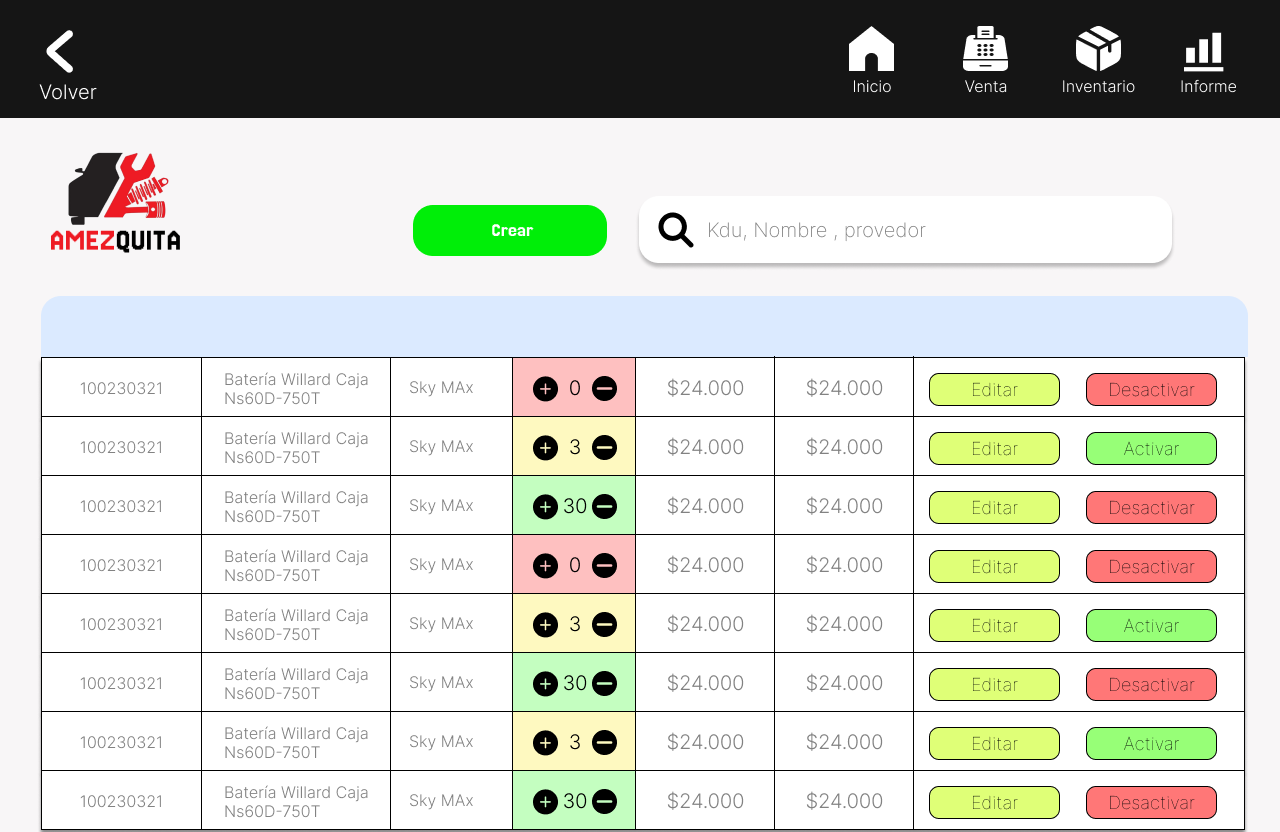 Volver
Inicio
Venta
Inventario
Informe
AMEZQUITA
Crear
Kdu, Nombre , provedor
100230321 Batería Willard Caja Sky MAx 0 $24.000 $24.000 Editar Desactivar
Ns60D-750T
100230321 Batería Willard Caja Sky MAx 3 $24.000 $24.000 Editar Activar
Ns60D-750T
100230321 Batería Willard Caja Sky MAx 30 $24.000 $24.000 Editar Desactivar
Ns60D-750T
100230321 Batería Willard Caja Sky MAx 0 $24.000 $24.000 Editar Desactivar
Ns60D-750T
100230321 Batería Willard Caja Sky MAx 3 $24.000 $24.000 Editar Activar
Ns60D-750T
100230321 Batería Willard Caja Sky MAx 30 $24.000 $24.000 Editar Desactivar
Ns60D-750T
100230321 Batería Willard Caja Sky MAx 3 $24.000 $24.000 Editar Activar
Ns60D-750T
100230321 Batería Willard Caja Sky MAx 30 $24.000 $24.000 Editar Desactivar
Ns60D-750T